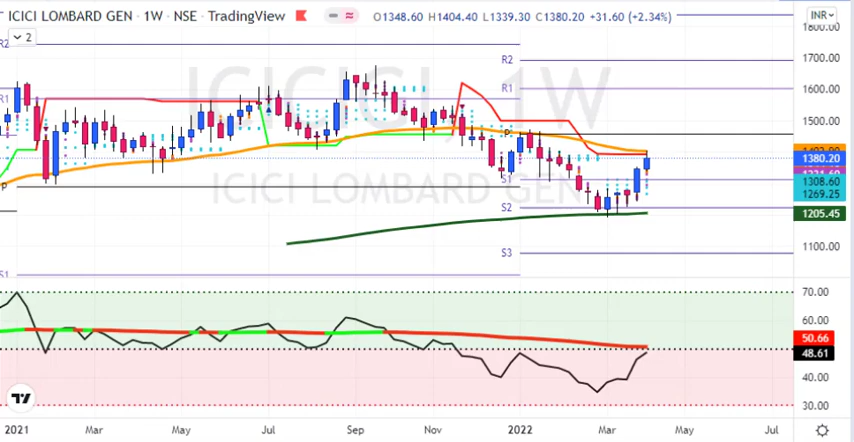 ICICI LOMBARD GEN · 1W · NSE · TradingView O1348.60 H1404.40 L1339.30 C1380.20 +31.60 (+2.34%)
INR
2
1800.00
R2
R2
1700.00
R1
R1
1600.00
ICICIGI, 1W
1500.00
P
1380.20
S1
1308.60
ICICI LOMBARD GEN
1269.25
P
S2
1205.45
S3
1100.00
S1
70.00
60.00
50.66
48.61
40.00
30.00
2021 Mar May Jul Sep Nov 2022 Mar May Jul